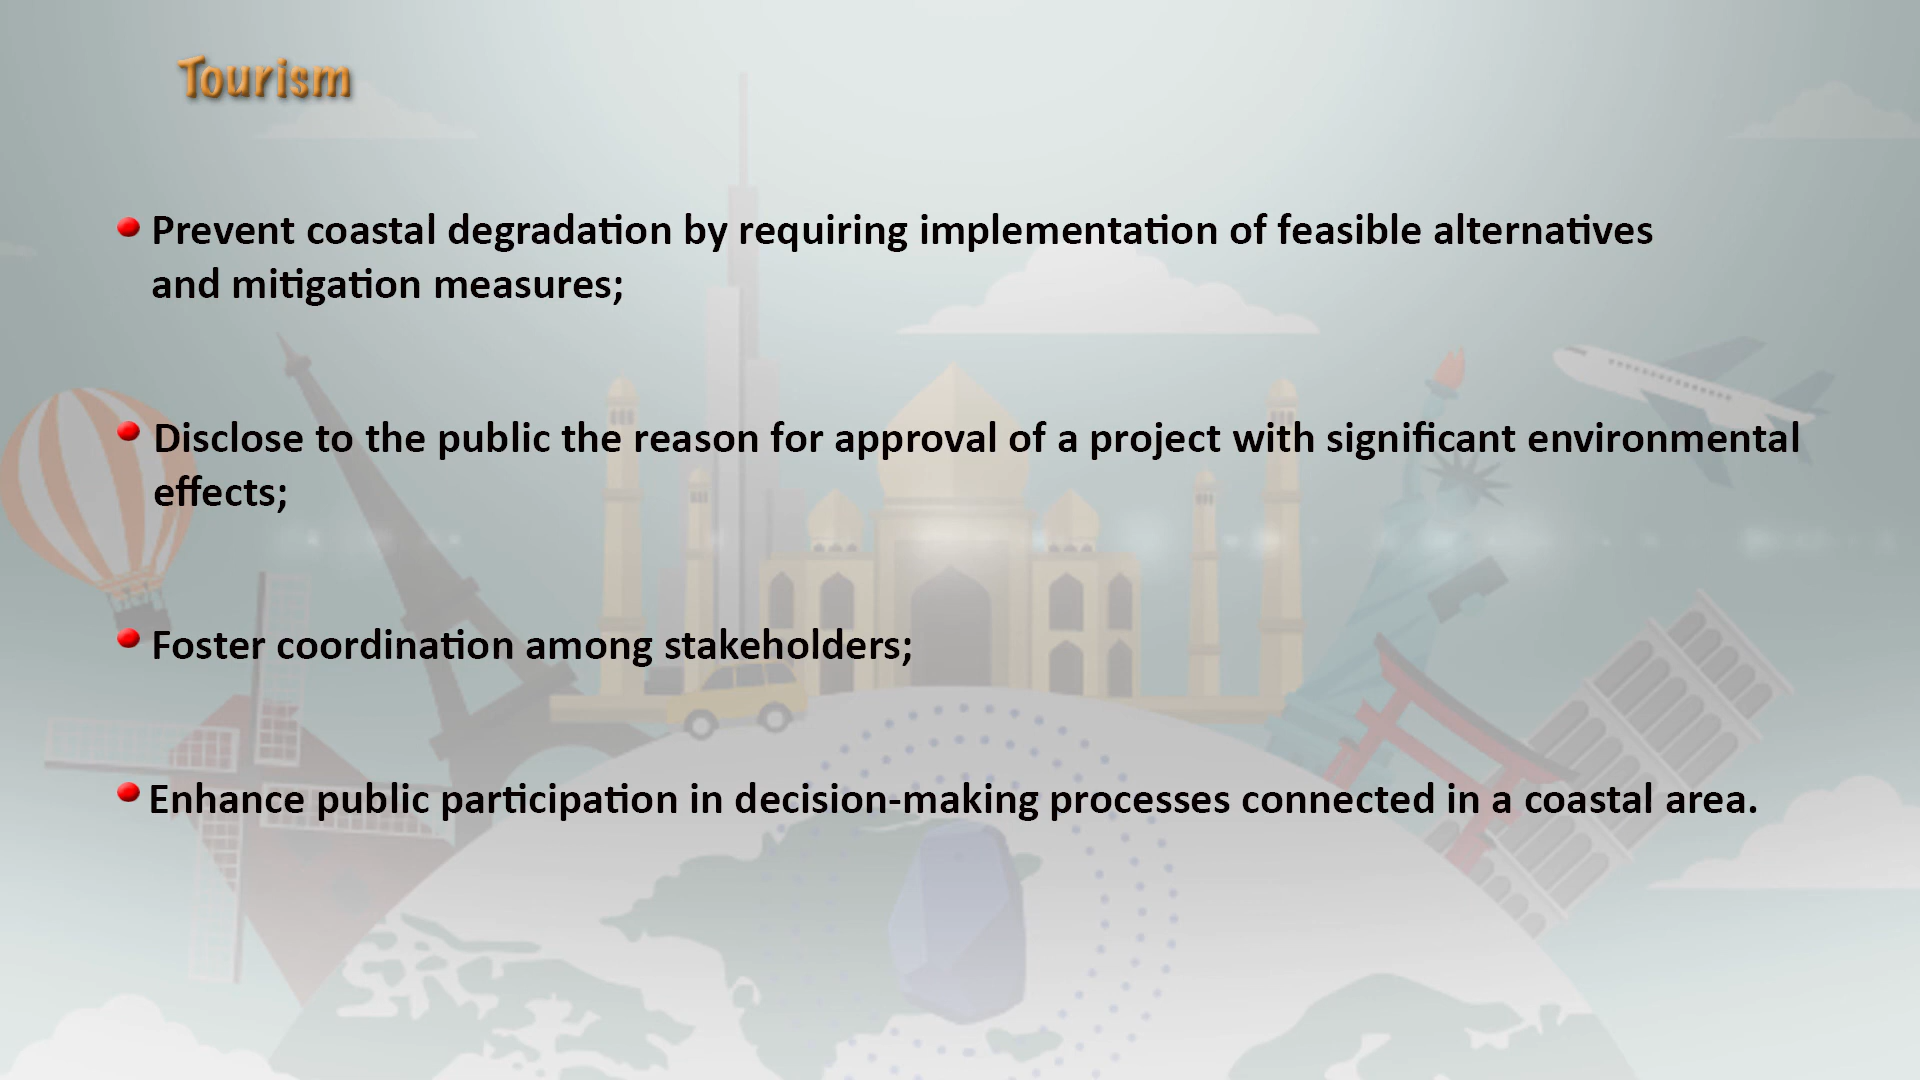 Tourism
Prevent coastal degradation by requiring implementation of feasible alternatives
and mitigation measures;
Disclose to the public the reason for approval of a project with significant environmental
effects;
Foster coordination among stakeholders;
Enhance public participation in decision-making processes connected in a coastal area.